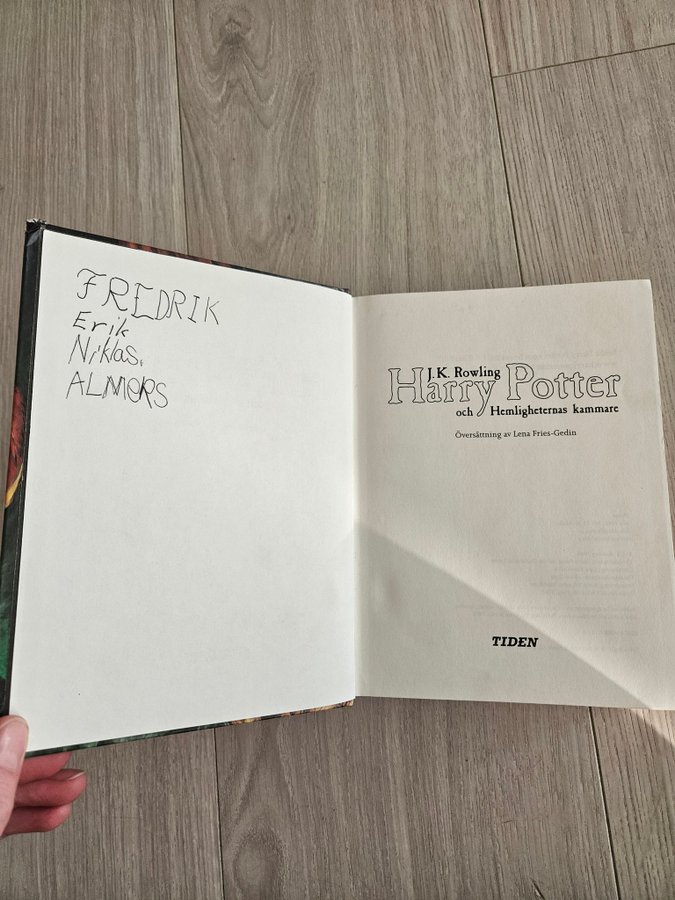 FREDRIK
Erik
Niklas.
ALMERS
J.K. Rowling
Harry Potter
och Hemligheternas kammare
Översättning av Lena Fries-Gedin
TIDEN